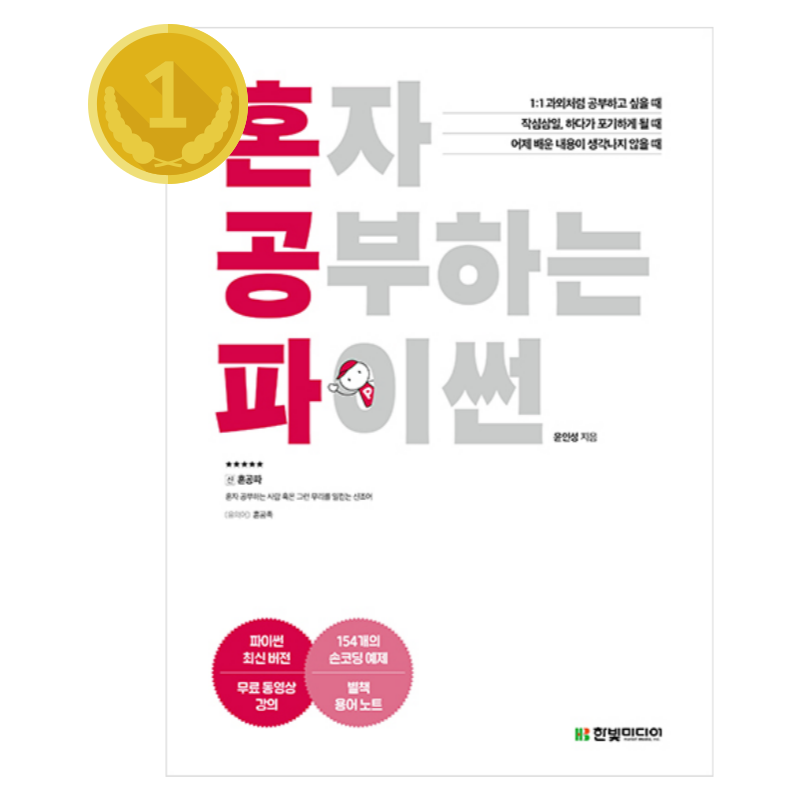 1
1:1 과외처럼 공부하고 싶을 때
작심삼일, 하다가 포기하게 될 때
어제 배운 내용이 생각나지 않을 때
혼자
공부하는
파이썬
P
윤인성 지음
★★★★★
신 혼공파
혼자 공부하는 사람 혹은 그런 무리를 일컫는 신조어
(유의어) 혼공족
파이썬
최신 버전
무료 동영상
강의
154개의
손코딩 예제
별책
용어 노트
HB 한빛미디어